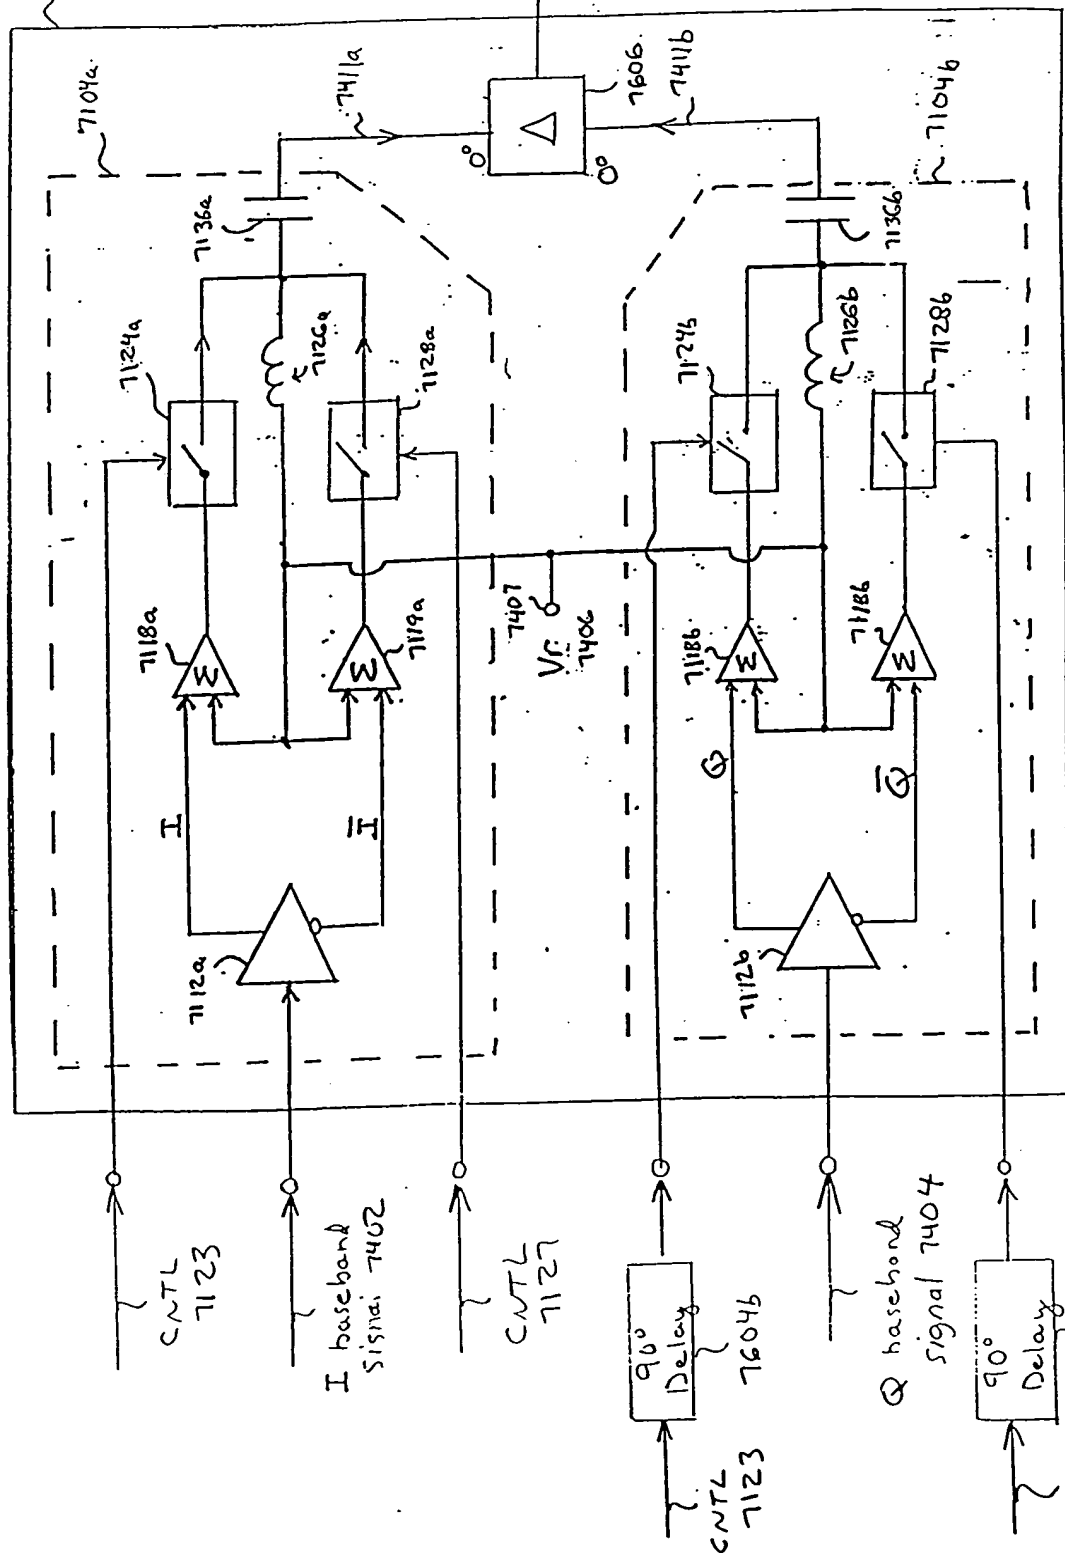 7104a
7411a
0°
Δ
0°
7606
7411b
7104b
7136a
7136b
7124a
7126a
7128a
7124b
7126b
7128b
7118a
Σ
7119a
Σ
7407
Vr
7406
7118b
Σ
7118b
Σ
I
I̅
Q
Q̅
7112a
7112b
CNTL
7123
I baseband
signal 7402
CNTL
7127
90°
Delay
7604b
CNTL
7123
Q baseband
signal 7404
90°
Delay